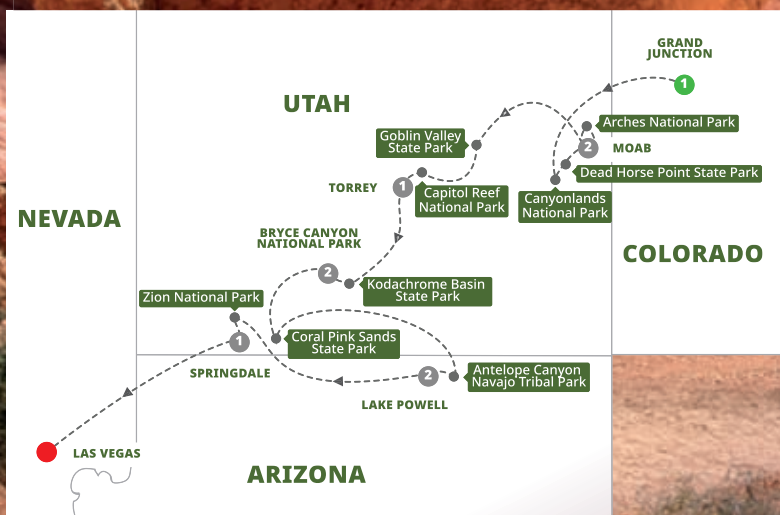 GRAND
JUNCTION
1
UTAH
Arches National Park
Goblin Valley
State Park
2
MOAB
Dead Horse Point State Park
TORREY
1
Capitol Reef
National Park
Canyonlands
National Park
NEVADA
BRYCE CANYON
NATIONAL PARK
COLORADO
2
Kodachrome Basin
State Park
Zion National Park
1
Coral Pink Sands
State Park
SPRINGDALE
2
Antelope Canyon
Navajo Tribal Park
LAKE POWELL
LAS VEGAS
ARIZONA